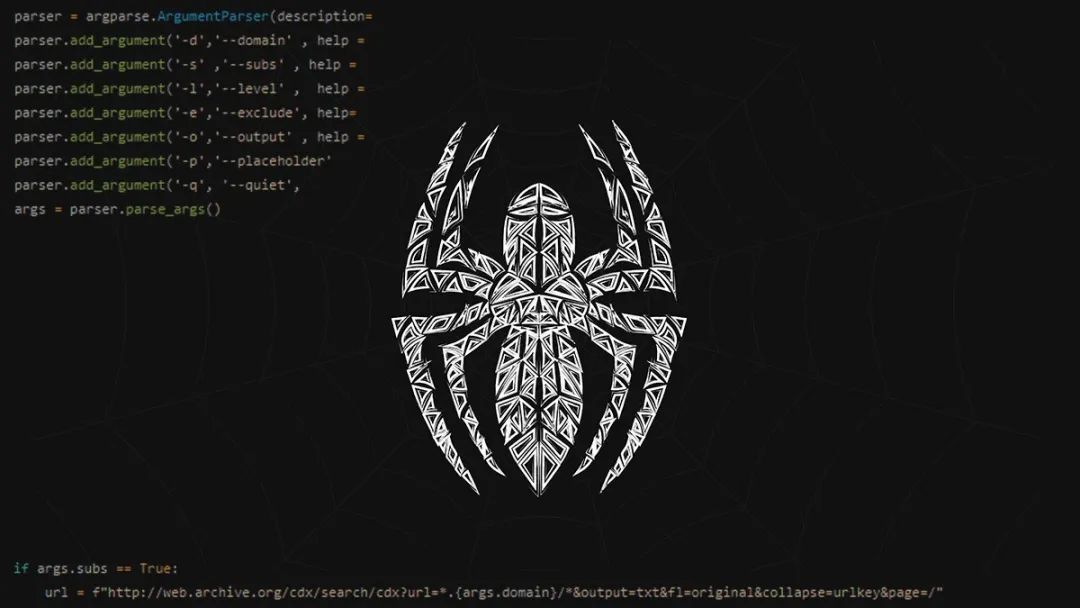 parser = argparse.ArgumentParser(description=
parser.add_argument('-d','--domain' , help =
parser.add_argument('-s' ,'--subs' , help =
parser.add_argument('-l','--level' ,  help =
parser.add_argument('-e','--exclude', help=
parser.add_argument('-o','--output' , help =
parser.add_argument('-p','--placeholder'
parser.add_argument('-q', '--quiet',
args = parser.parse_args()
if args.subs == True:
    url = f"http://web.archive.org/cdx/search/cdx?url=*.{args.domain}/*&output=txt&fl=original&collapse=urlkey&page=/"